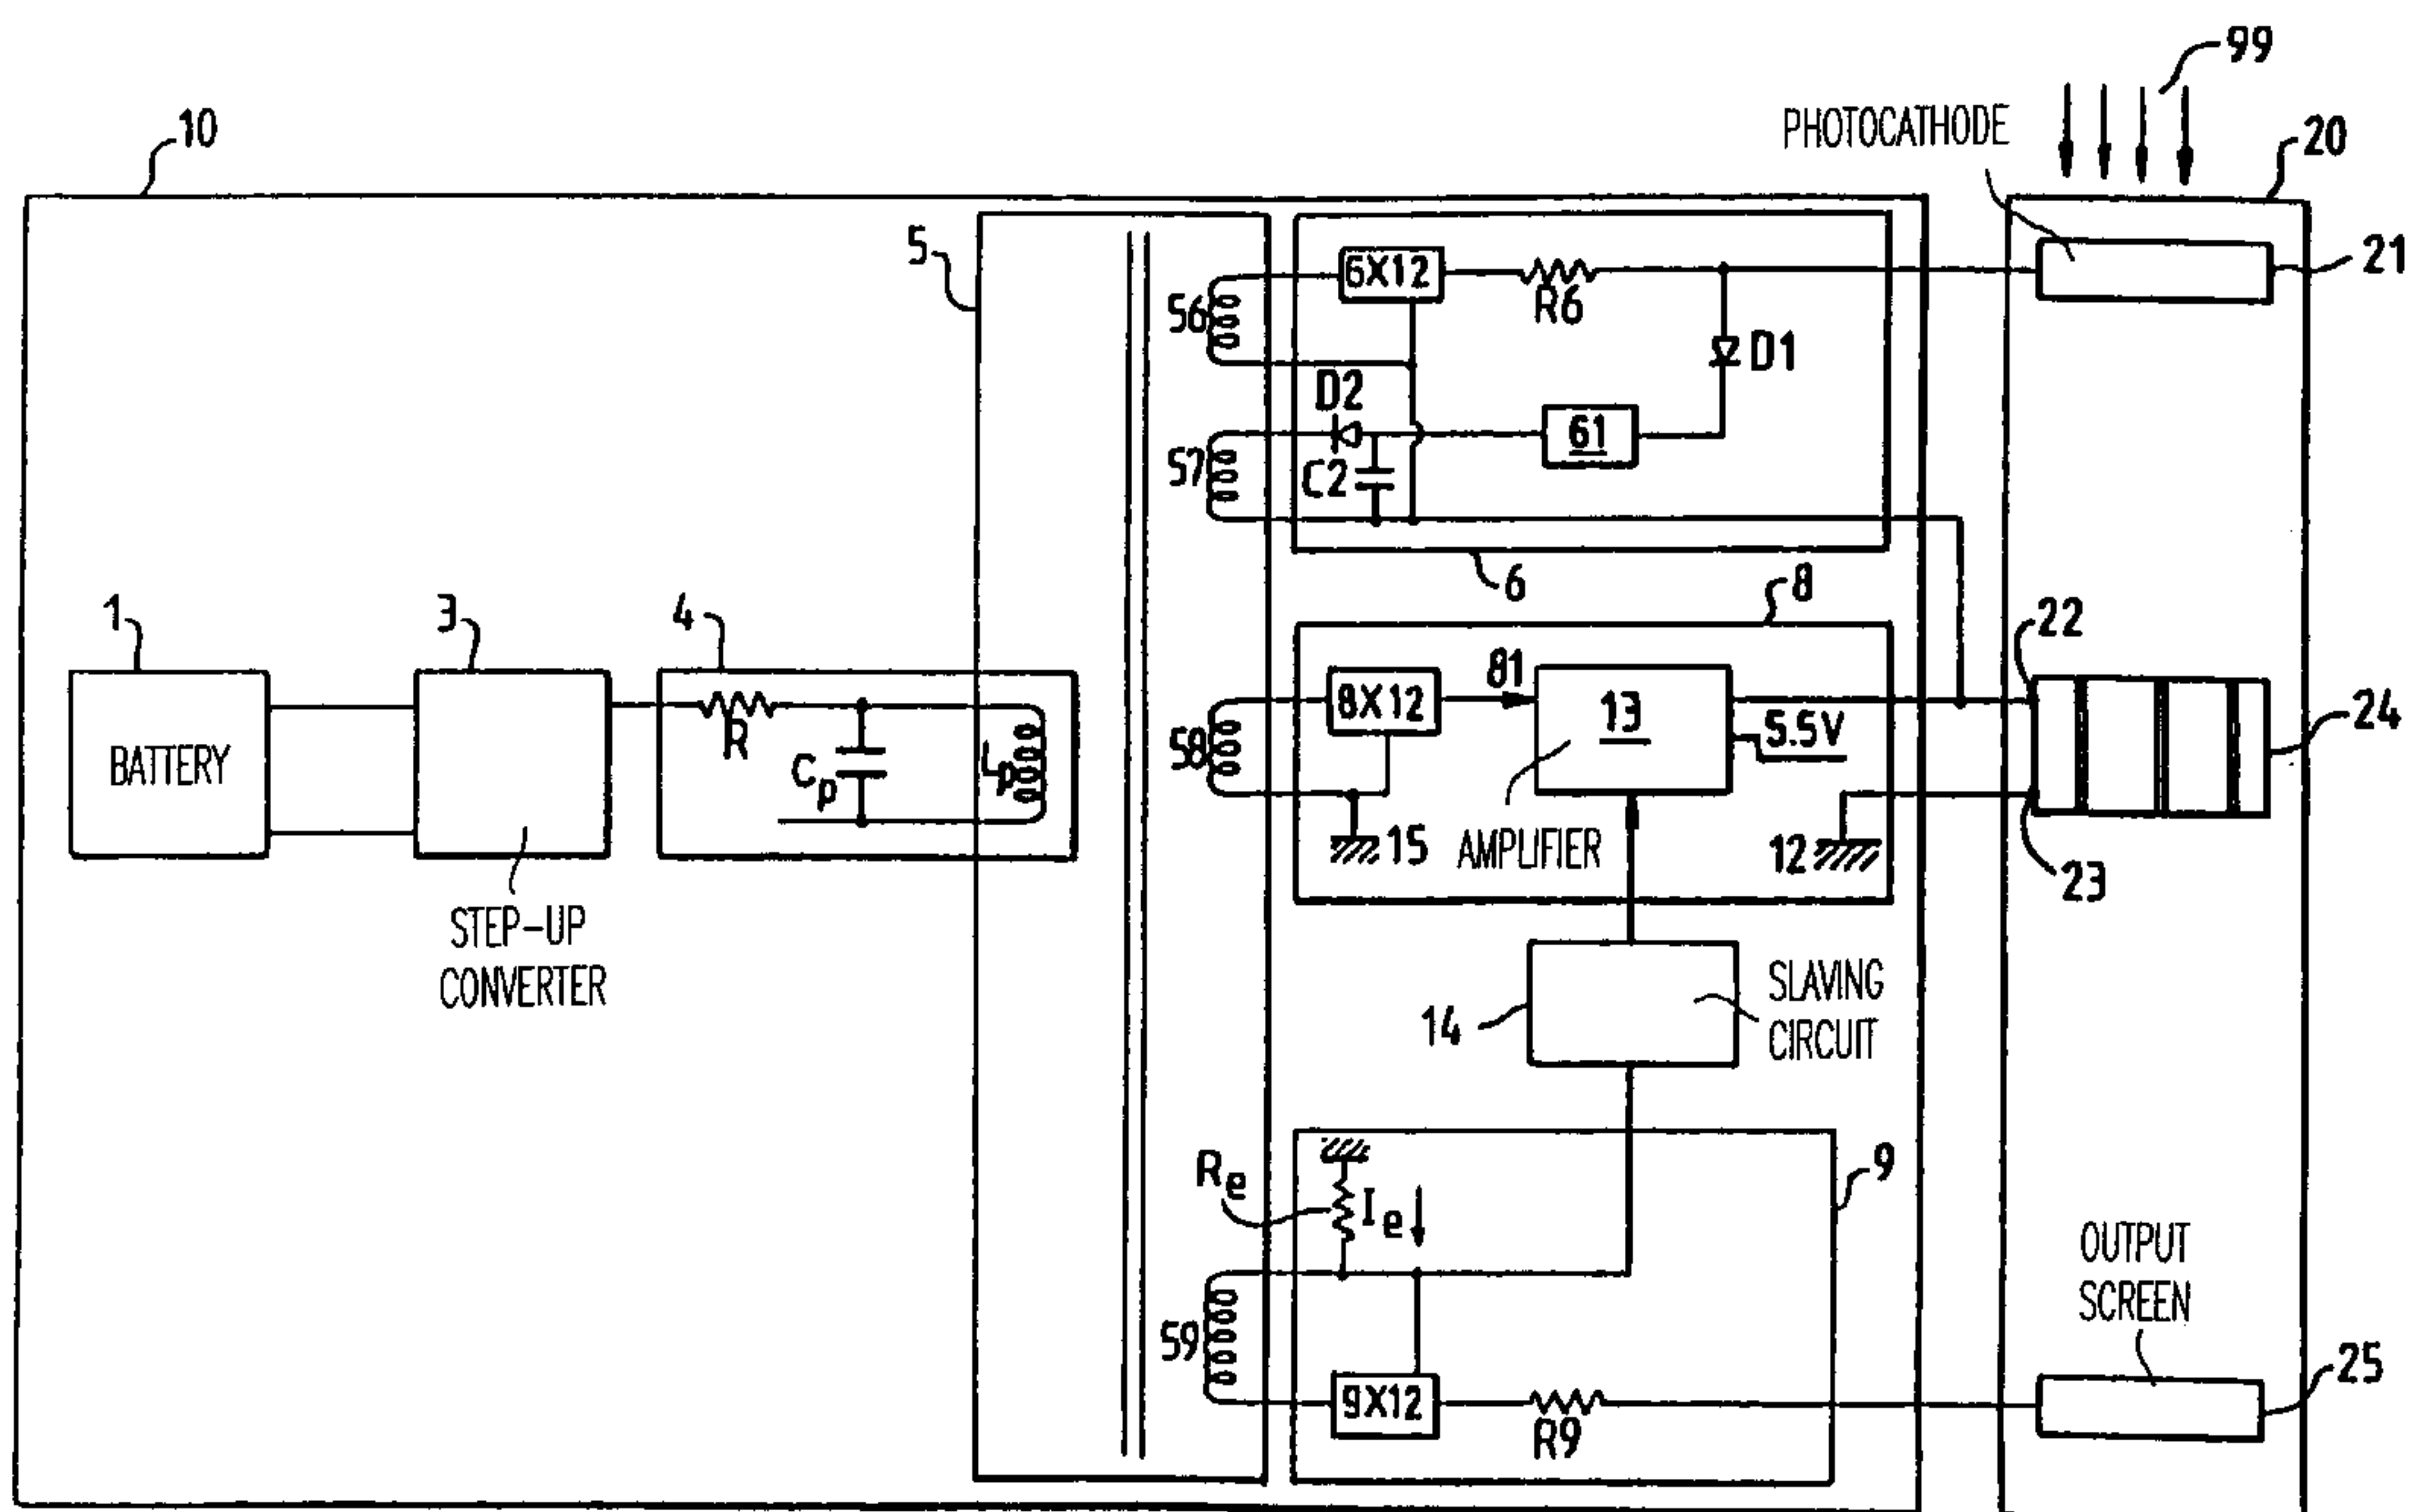 99
PHOTOCATHODE
10
20
5
6X12
R6
21
56
D1
D2
61
57
C2
6
8
1
3
4
22
81
8X12
13
24
BATTERY
R
Cp
Lp
58
5.5V
15
AMPLIFIER
12
23
STEP-UP
CONVERTER
SLAVING
CIRCUIT
14
Re
Ie
9
OUTPUT
SCREEN
59
9X12
R9
25